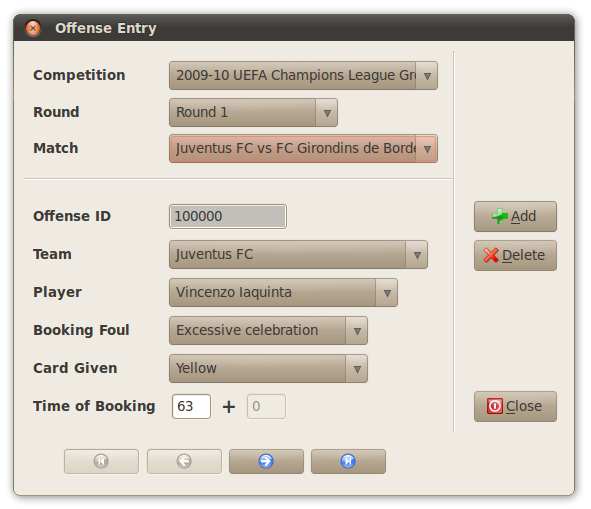 Offense Entry
Competition 2009-10 UEFA Champions League Gr
Round Round 1
Match Juventus FC vs FC Girondins de Borde
Offense ID 100000
Add
Team Juventus FC
Delete
Player Vincenzo Iaquinta
Booking Foul Excessive celebration
Card Given Yellow
Time of Booking 63 + 0
Close